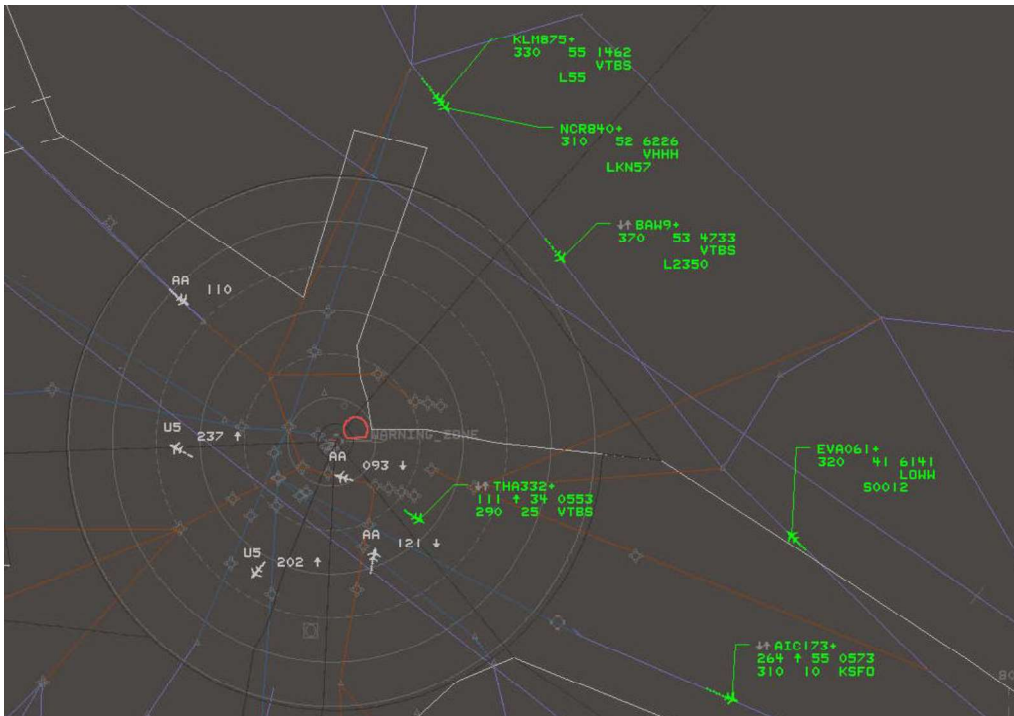 KLM875+
330 55 1462
VTBS
L55
NCR840+
310 52 6226
VHHH
LKN57
↓↑ BAW9+
370 53 4733
VTBS
L2350
AA 110
U5 237 ↑
WARNING_ZONE
AA 093 ↓
EVA061+
320 41 6141
LOWW
S0012
↓↑ THA332+
111 ↑ 34 0553
290 25 VTBS
AA 121 ↓
U5 202 ↑
↓↑ AIC173+
264 ↑ 55 0573
310 10 KSFO